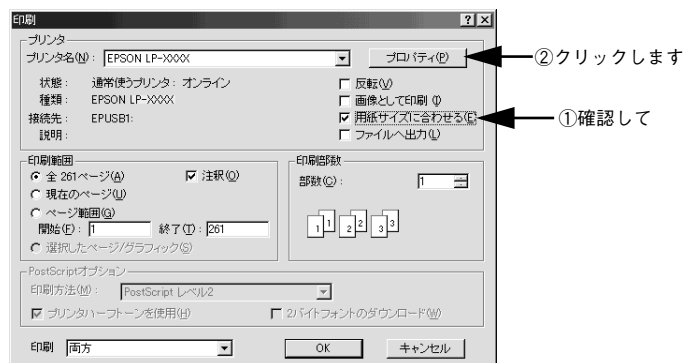 印刷
プリンタ
プリンタ名(N)： EPSON LP-XXXX プロパティ(P) ②クリックします
状態： 通常使うプリンタ： オンライン □ 反転(V)
種類： EPSON LP-XXXX □ 画像として印刷(I)
接続先： EPUSB1: ☑ 用紙サイズに合わせる(E) ①確認して
説明： □ ファイルへ出力(L)
印刷範囲 印刷部数
全 261ページ(A) ☑ 注釈(O) 部数(C)： 1
現在のページ(U)
ページ範囲(G)
開始(F)： 1 終了(T)： 261 1 1 2 2 3 3
選択したページ/グラフィック(S)
PostScriptオプション
印刷方法(M)： PostScript レベル2
☑ プリンタハーフトーンを使用(H) □ 2バイトフォントのダウンロード(W)
印刷 両方 OK キャンセル